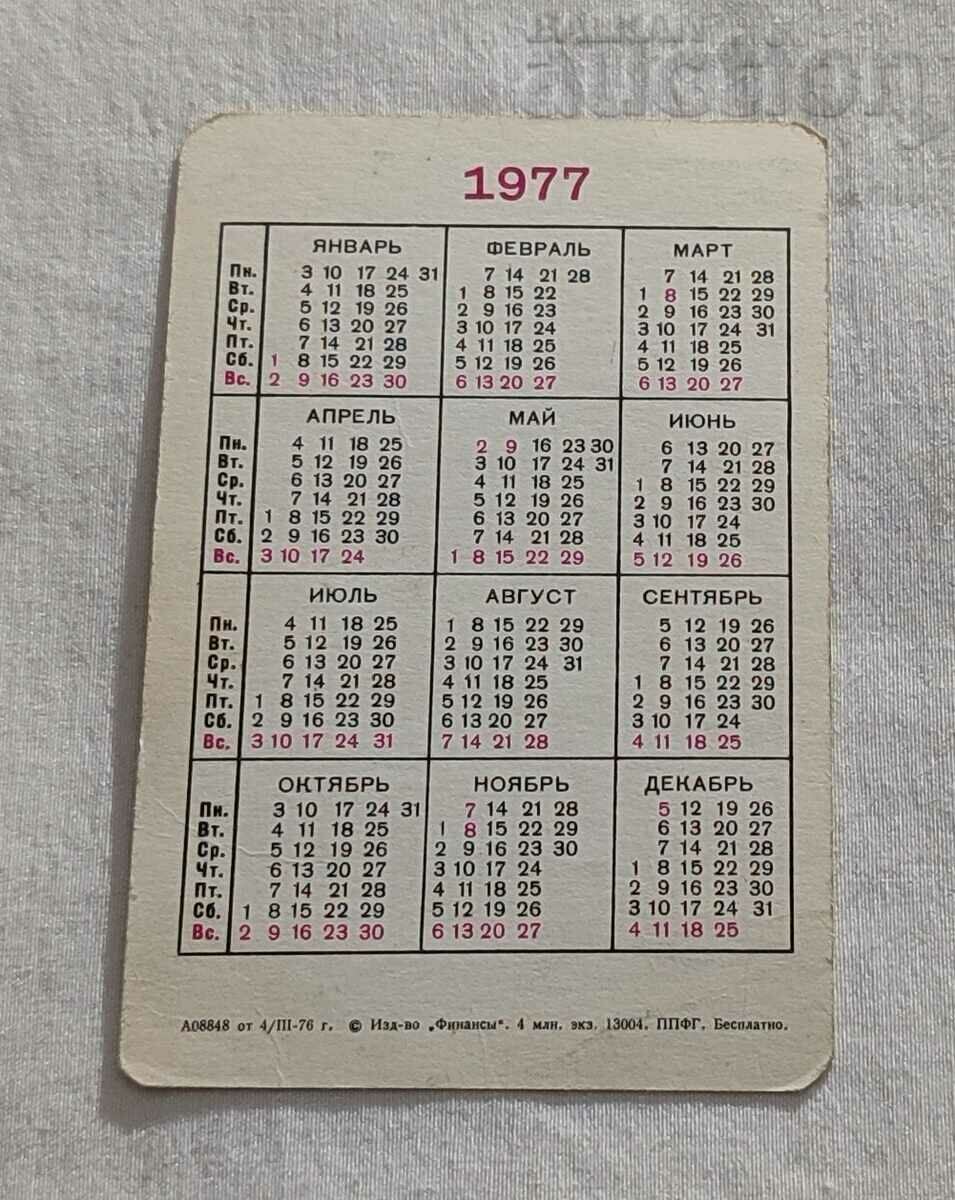 1977
ЯНВАРЬ ФЕВРАЛЬ МАРТ
Пн. 3 10 17 24 31 7 14 21 28 7 14 21 28
Вт. 4 11 18 25 1 8 15 22 1 8 15 22 29
Ср. 5 12 19 26 2 9 16 23 2 9 16 23 30
Чт. 6 13 20 27 3 10 17 24 3 10 17 24 31
Пт. 7 14 21 28 4 11 18 25 4 11 18 25
Сб. 1 8 15 22 29 5 12 19 26 5 12 19 26
Вс. 2 9 16 23 30 6 13 20 27 6 13 20 27
АПРЕЛЬ МАЙ ИЮНЬ
Пн. 4 11 18 25 2 9 16 23 30 6 13 20 27
Вт. 5 12 19 26 3 10 17 24 31 7 14 21 28
Ср. 6 13 20 27 4 11 18 25 1 8 15 22 29
Чт. 7 14 21 28 5 12 19 26 2 9 16 23 30
Пт. 1 8 15 22 29 6 13 20 27 3 10 17 24
Сб. 2 9 16 23 30 7 14 21 28 4 11 18 25
Вс. 3 10 17 24 1 8 15 22 29 5 12 19 26
ИЮЛЬ АВГУСТ СЕНТЯБРЬ
Пн. 4 11 18 25 1 8 15 22 29 5 12 19 26
Вт. 5 12 19 26 2 9 16 23 30 6 13 20 27
Ср. 6 13 20 27 3 10 17 24 31 7 14 21 28
Чт. 7 14 21 28 4 11 18 25 1 8 15 22 29
Пт. 1 8 15 22 29 5 12 19 26 2 9 16 23 30
Сб. 2 9 16 23 30 6 13 20 27 3 10 17 24
Вс. 3 10 17 24 31 7 14 21 28 4 11 18 25
ОКТЯБРЬ НОЯБРЬ ДЕКАБРЬ
Пн. 3 10 17 24 31 7 14 21 28 5 12 19 26
Вт. 4 11 18 25 1 8 15 22 29 6 13 20 27
Ср. 5 12 19 26 2 9 16 23 30 7 14 21 28
Чт. 6 13 20 27 3 10 17 24 1 8 15 22 29
Пт. 7 14 21 28 4 11 18 25 2 9 16 23 30
Сб. 1 8 15 22 29 5 12 19 26 3 10 17 24 31
Вс. 2 9 16 23 30 6 13 20 27 4 11 18 25
А08848 от 4/III-76 г. © Изд-во „Финансы“. 4 млн. экз. 13004. ППФГ. Бесплатно.